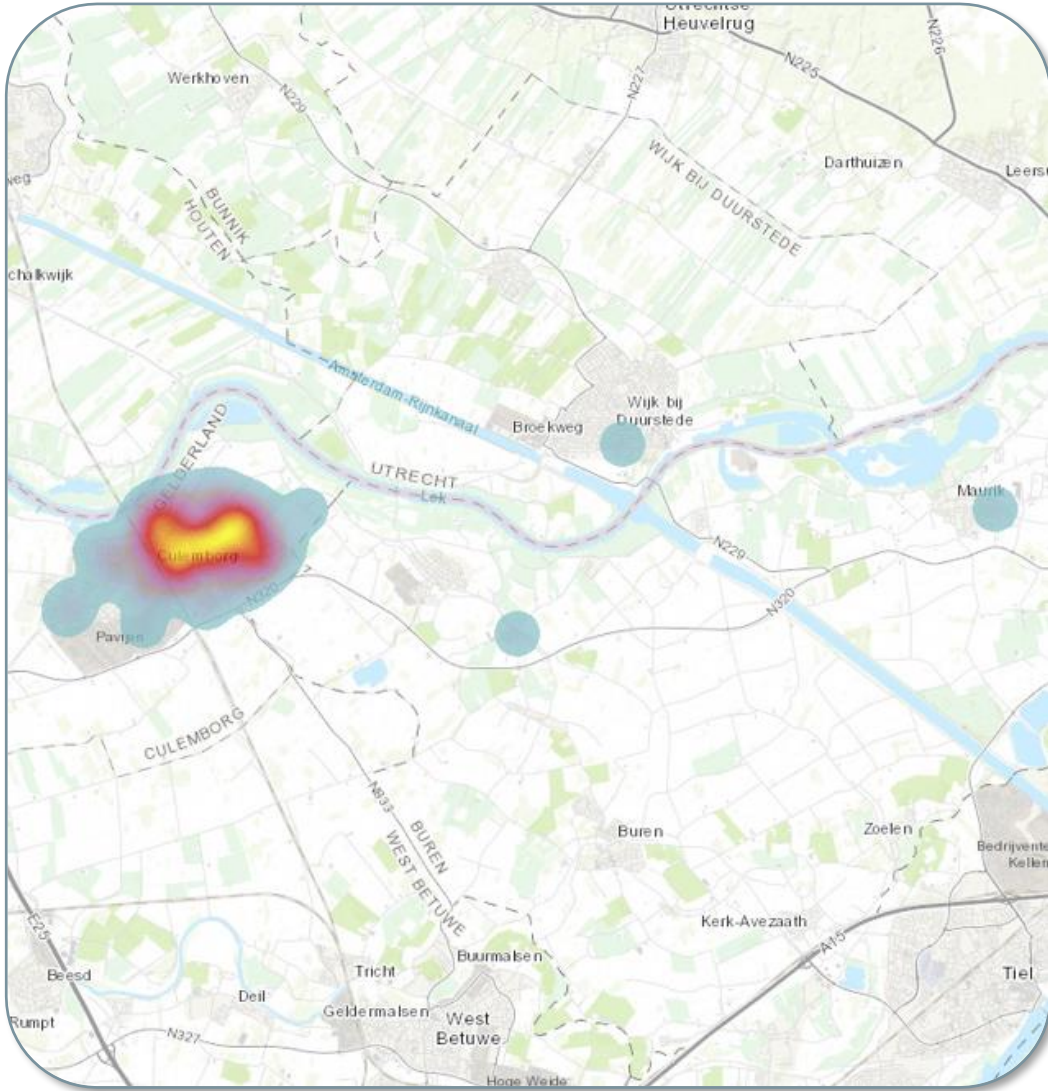 Utrechtse
Heuvelrug
Werkhoven
N229
N227
N225
N226
WIJK BIJ DUURSTEDE
Darthuizen
BUNNIK
HOUTEN
Amsterdam-Rijnkanaal
GELDERLAND
UTRECHT
Lek
Broekweg
Wijk bij
Duurstede
Maurik
Culemborg
N320
N229
N320
CULEMBORG
N833
BUREN
WEST BETUWE
Buren
Zoelen
Kellen
Kerk-Avezaath
A15
E25
Beesd
Deil
Tricht
Buurmalsen
Geldermalsen
West
Betuwe
Tiel
Rumpt
N327
Hoge Weide